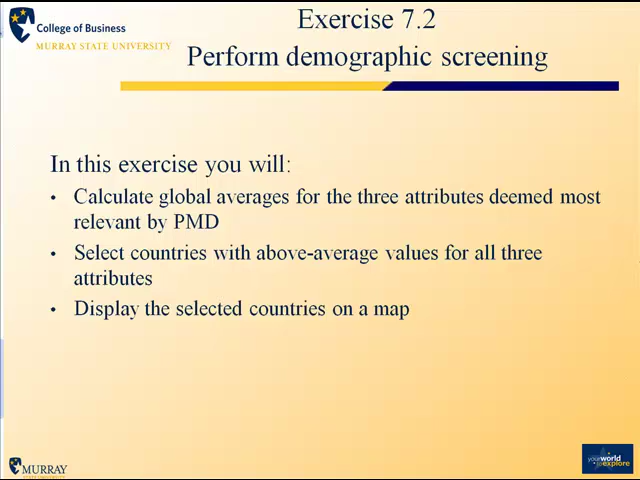 Exercise 7.2
College of Business
MURRAY STATE UNIVERSITY
Perform demographic screening
In this exercise you will:
• Calculate global averages for the three attributes deemed most
relevant by PMD
• Select countries with above-average values for all three
attributes
• Display the selected countries on a map
MURRAY
STATE UNIVERSITY
your world
to explore